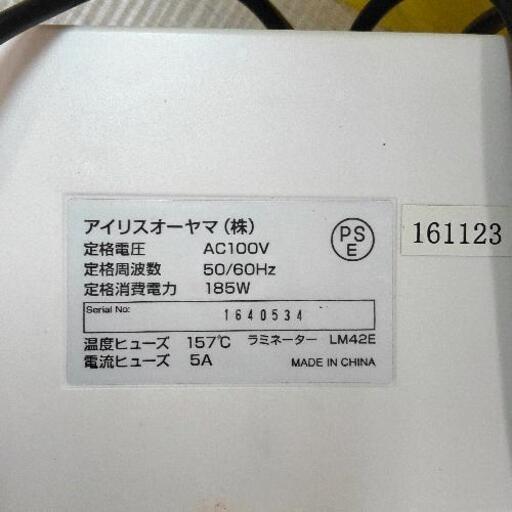 アイリスオーヤマ(株)
定格電圧 AC100V
定格周波数 50/60Hz
定格消費電力 185W
PS
E
161123
Serial No: 1640534
温度ヒューズ 157℃ ラミネーター LM42E
電流ヒューズ 5A MADE IN CHINA